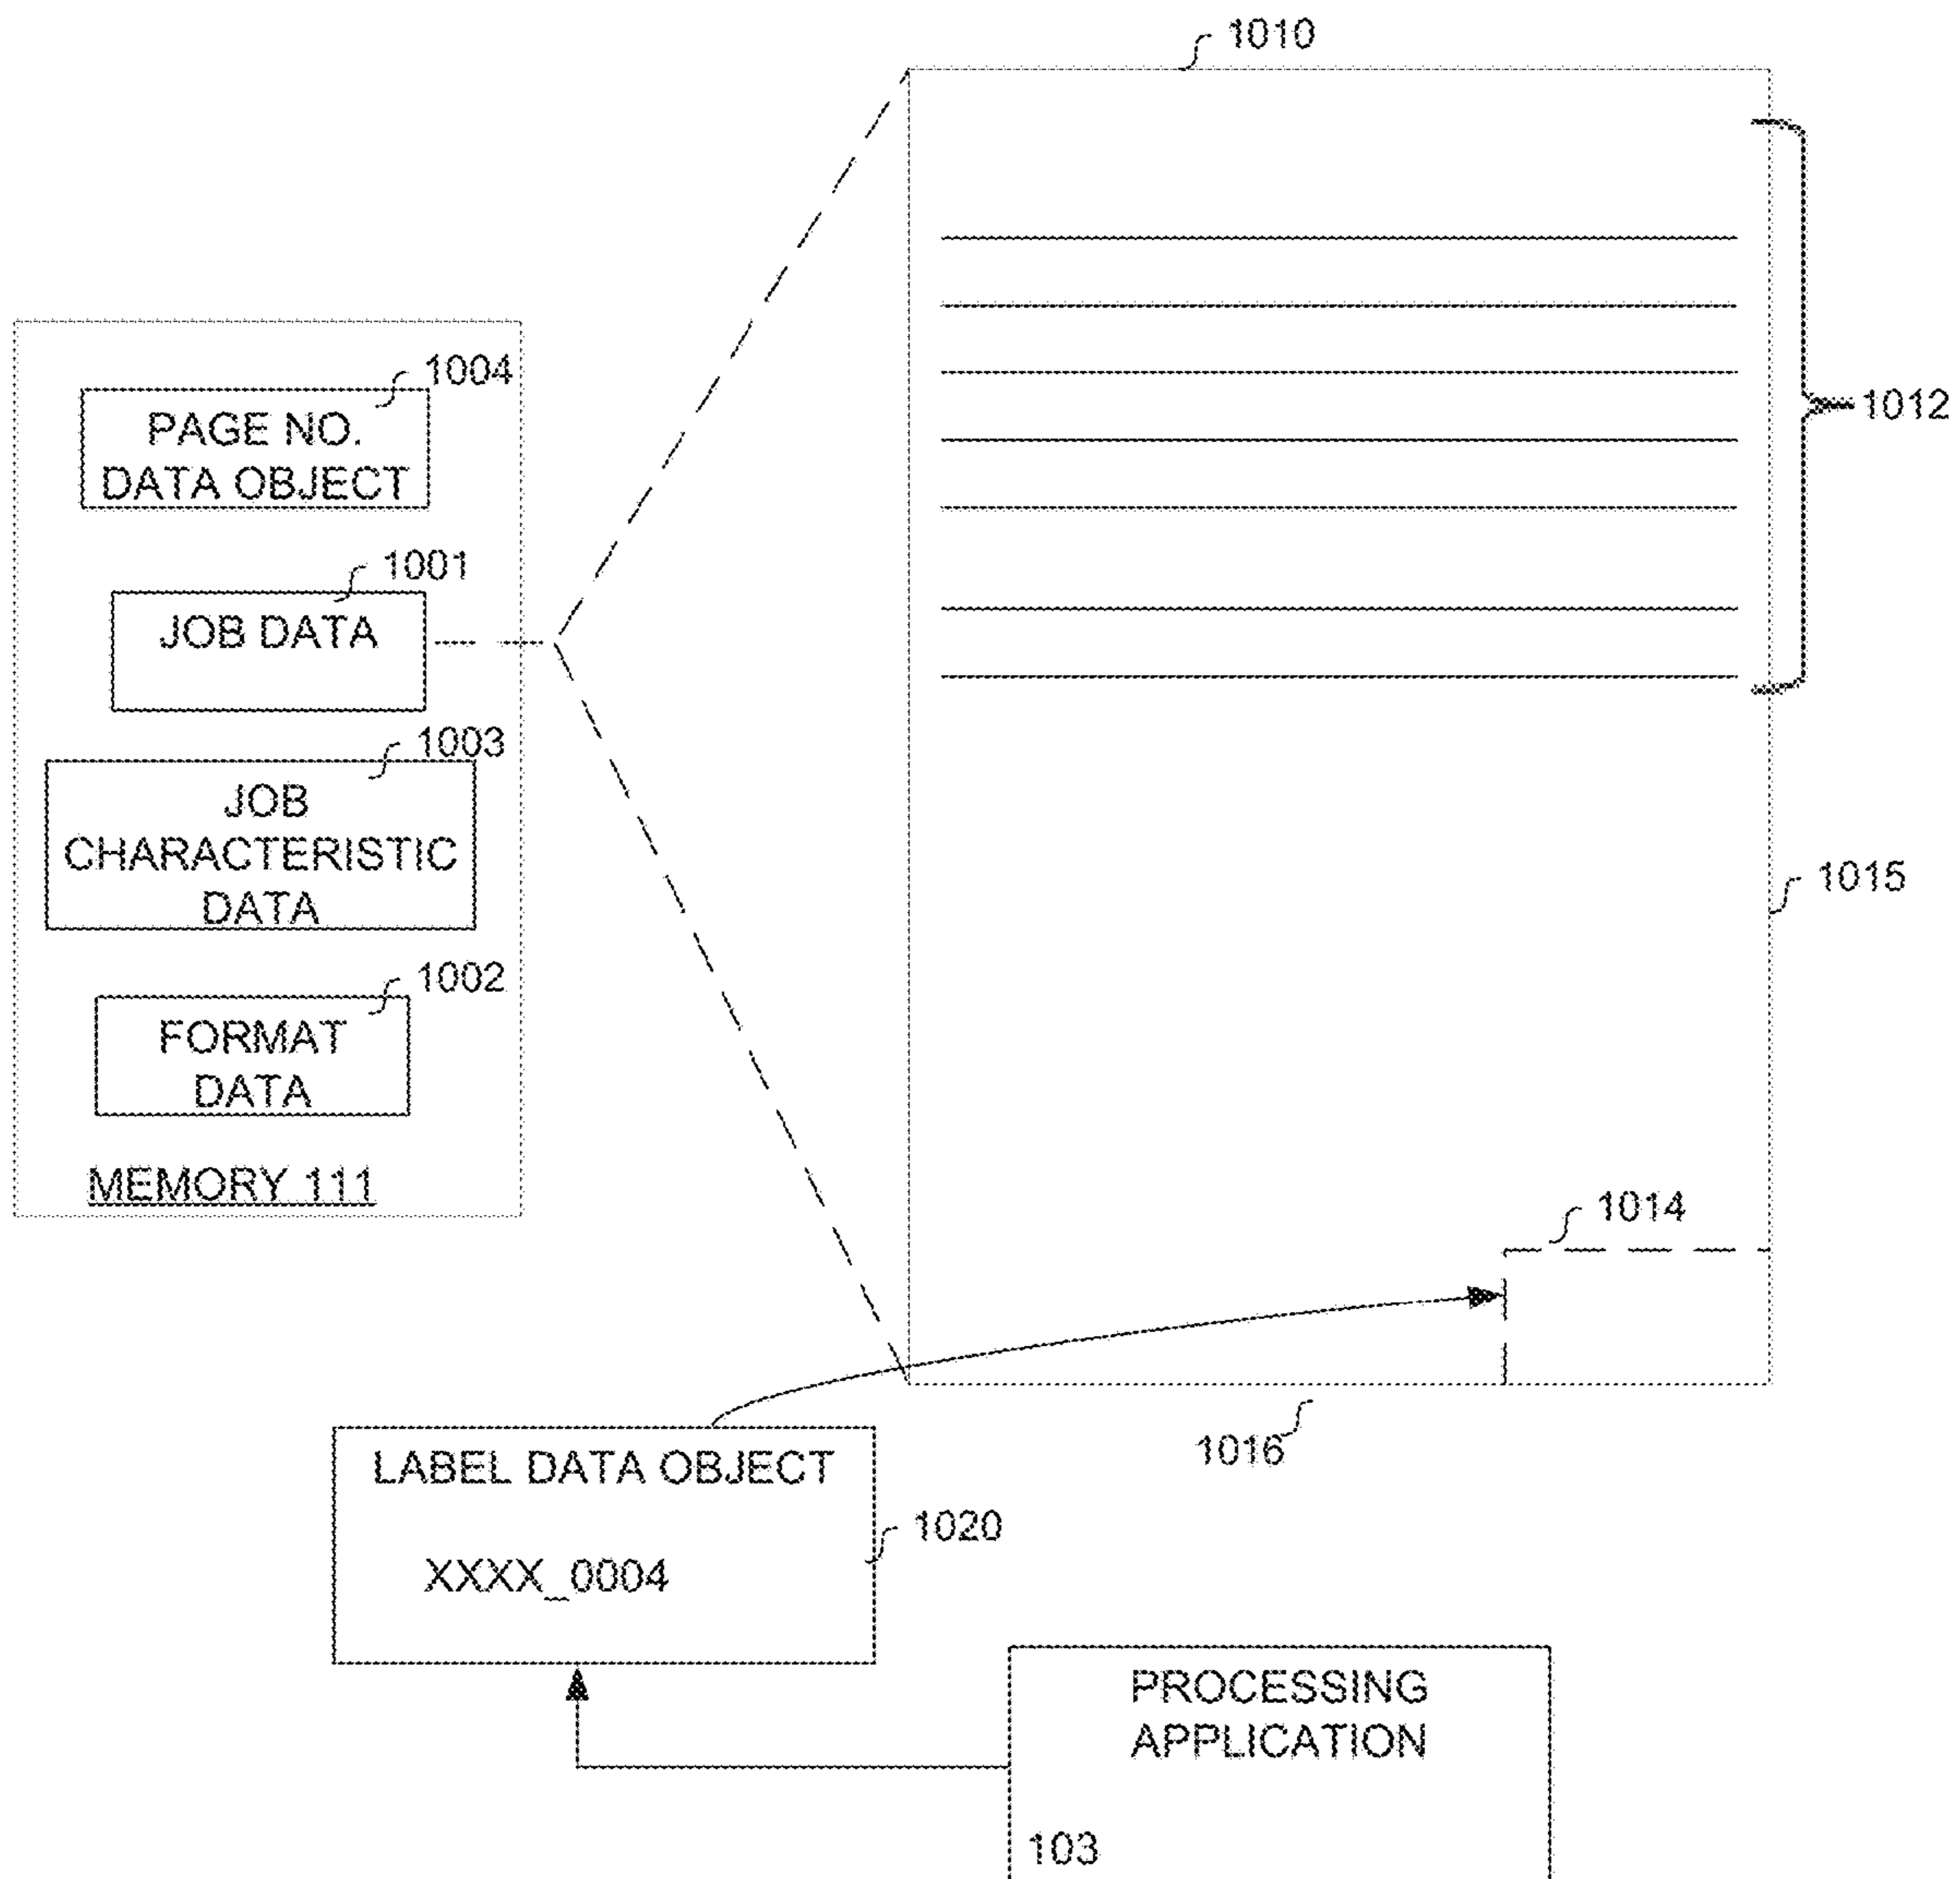 1010
1012
1004
PAGE NO.
DATA OBJECT
1001
JOB DATA
1003
JOB
CHARACTERISTIC
DATA
1015
1002
FORMAT
DATA
MEMORY 111
1014
1016
LABEL DATA OBJECT
1020
XXXX_0004
PROCESSING
APPLICATION
103